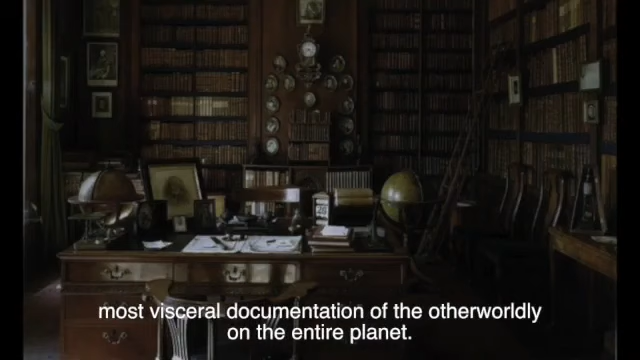 most visceral documentation of the otherworldly
on the entire planet.